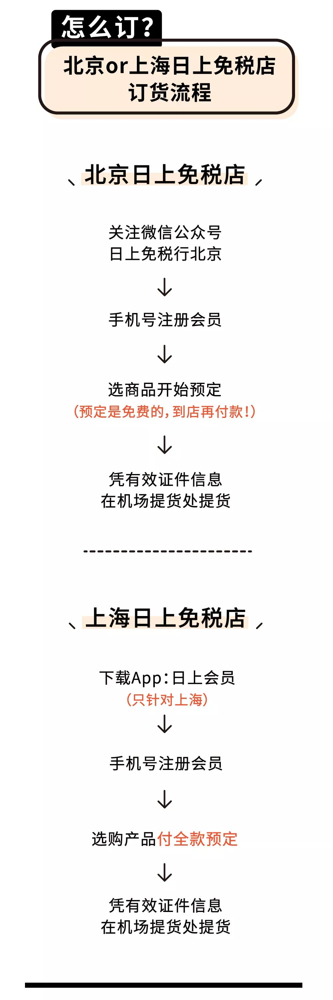 怎么订？
北京or上海日上免税店
订货流程
北京日上免税店
关注微信公众号
日上免税行北京
手机号注册会员
选商品开始预定
（预定是免费的，到店再付款！）
凭有效证件信息
在机场提货处提货
上海日上免税店
下载App：日上会员
（只针对上海）
手机号注册会员
选购产品付全款预定
凭有效证件信息
在机场提货处提货